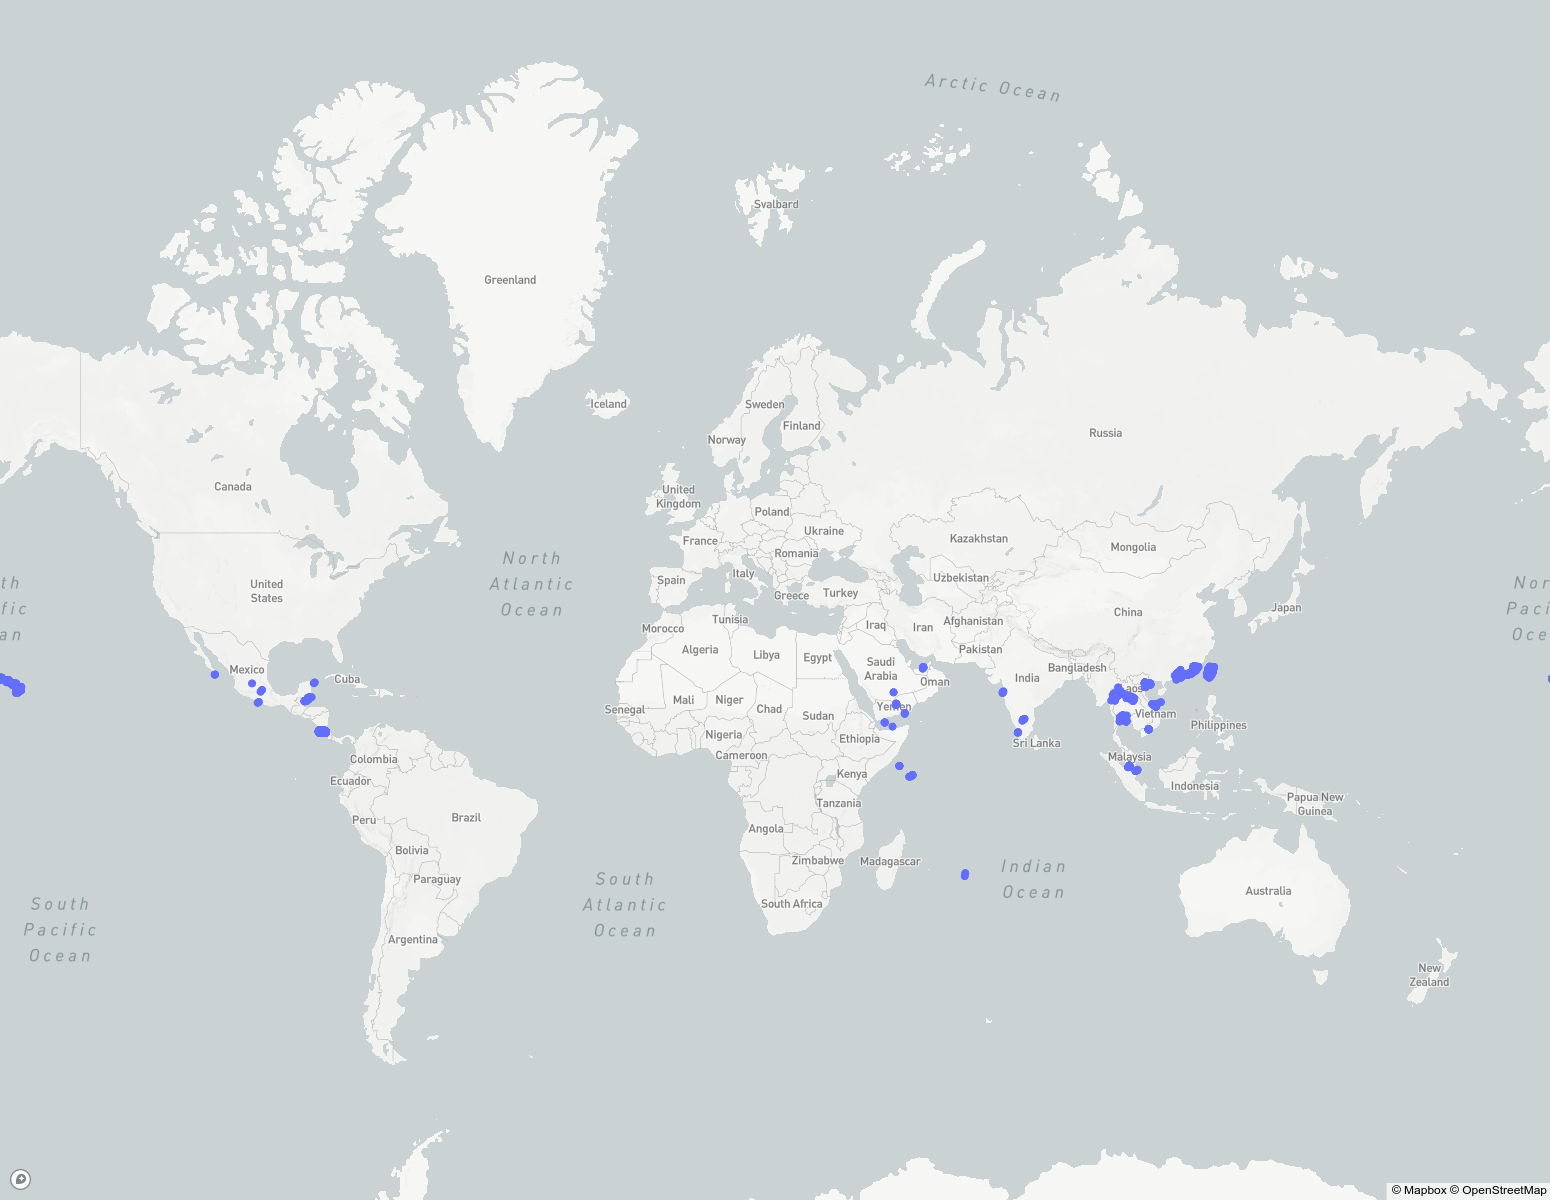 Arctic Ocean
Svalbard
Greenland
Iceland
Sweden
Finland
Norway
Russia
Canada
United
Kingdom
Poland
Ukraine
France
Romania
Kazakhstan
Mongolia
North
Atlantic
Ocean
Italy
Spain
Greece
Turkey
Uzbekistan
United
States
th
fic
an
Nor
Paci
Oce
China
Japan
Tunisia
Morocco
Iraq
Iran
Afghanistan
Algeria
Libya
Egypt
Pakistan
Saudi
Arabia
Bangladesh
Mexico
Cuba
India
Oman
Laos
Mali
Niger
Chad
Yemen
Senegal
Sudan
Vietnam
Philippines
Nigeria
Ethiopia
Sri Lanka
Cameroon
Colombia
Malaysia
Ecuador
Kenya
Indonesia
Tanzania
Papua New
Guinea
Peru
Brazil
Angola
Bolivia
Zimbabwe
Madagascar
Indian
Ocean
Paraguay
South
Atlantic
Ocean
Australia
South Africa
South
Pacific
Ocean
Argentina
New
Zealand
© Mapbox © OpenStreetMap